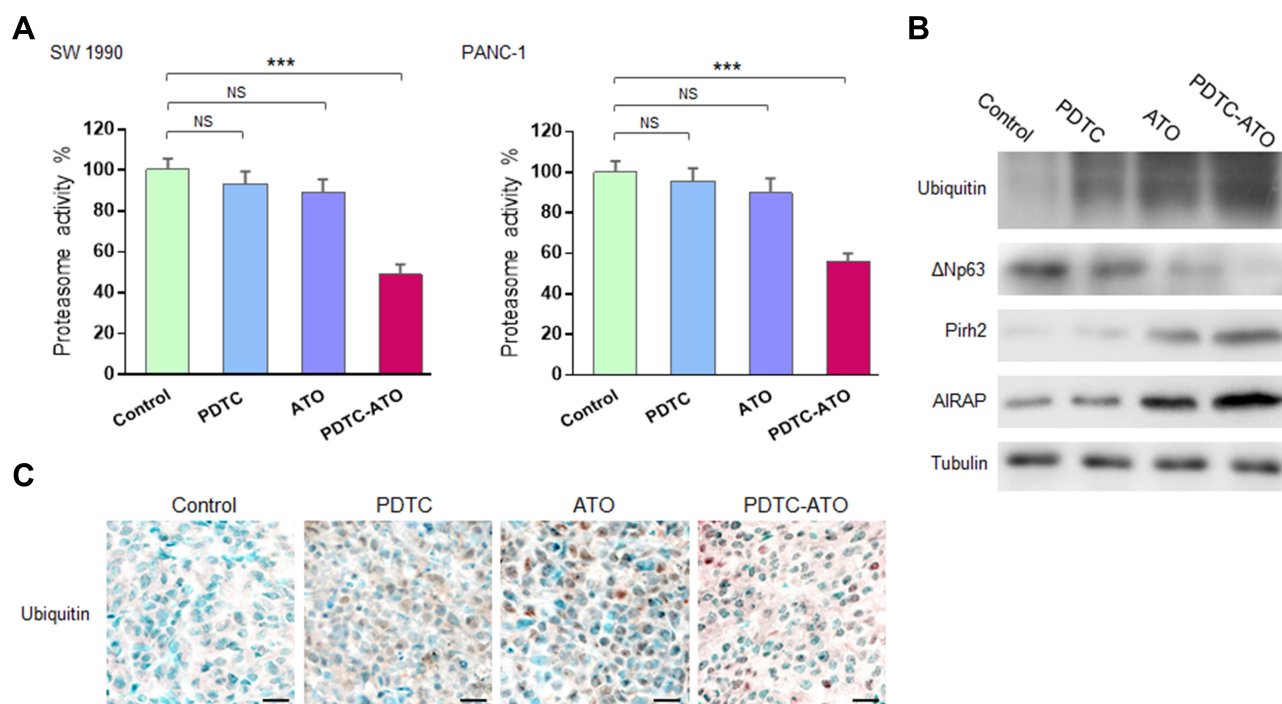 A
SW 1990
***
NS
NS
Proteasome activity %
120
100
80
60
40
20
0
Control
PDTC
ATO
PDTC-ATO
PANC-1
***
NS
NS
Proteasome activity %
120
100
80
60
40
20
0
Control
PDTC
ATO
PDTC-ATO
B
Control
PDTC
ATO
PDTC-ATO
Ubiquitin
ΔNp63
Pirh2
AIRAP
Tubulin
C
Control
PDTC
ATO
PDTC-ATO
Ubiquitin